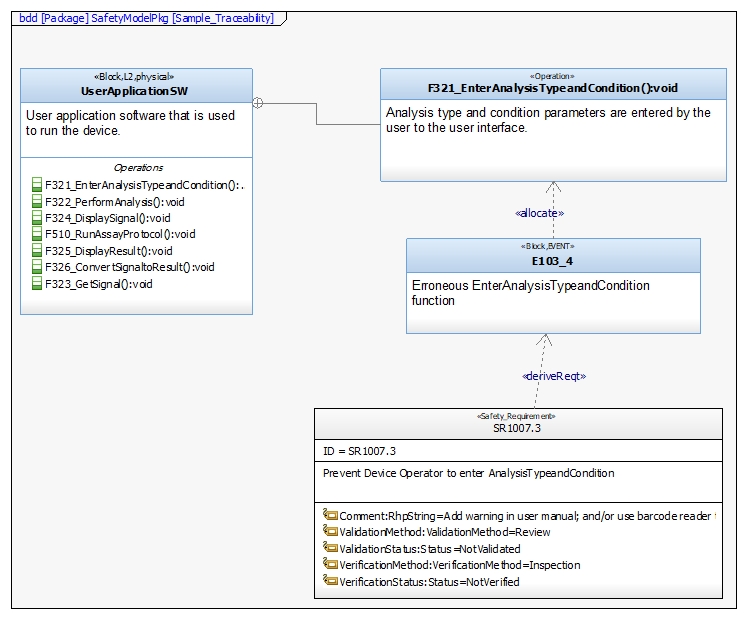 bdd [Package] SafetyModelPkg [Sample_Traceability]
«Block,L2,physical»
UserApplicationSW
User application software that is used
to run the device.
Operations
F321_EnterAnalysisTypeandCondition():..
F322_PerformAnalysis():void
F324_DisplaySignal():void
F510_RunAssayProtocol():void
F325_DisplayResult():void
F326_ConvertSignaltoResult():void
F323_GetSignal():void
«Operation»
F321_EnterAnalysisTypeandCondition():void
Analysis type and condition parameters are entered by the
user to the user interface.
«allocate»
«Block,EVENT»
E103_4
Erroneous EnterAnalysisTypeandCondition
function
«deriveReqt»
«Safety_Requirement»
SR1007.3
ID = SR1007.3
Prevent Device Operator to enter AnalysisTypeandCondition
Comment:RhpString=Add warning in user manual; and/or use barcode reader
ValidationMethod:ValidationMethod=Review
ValidationStatus:Status=NotValidated
VerificationMethod:VerificationMethod=Inspection
VerificationStatus:Status=NotVerified